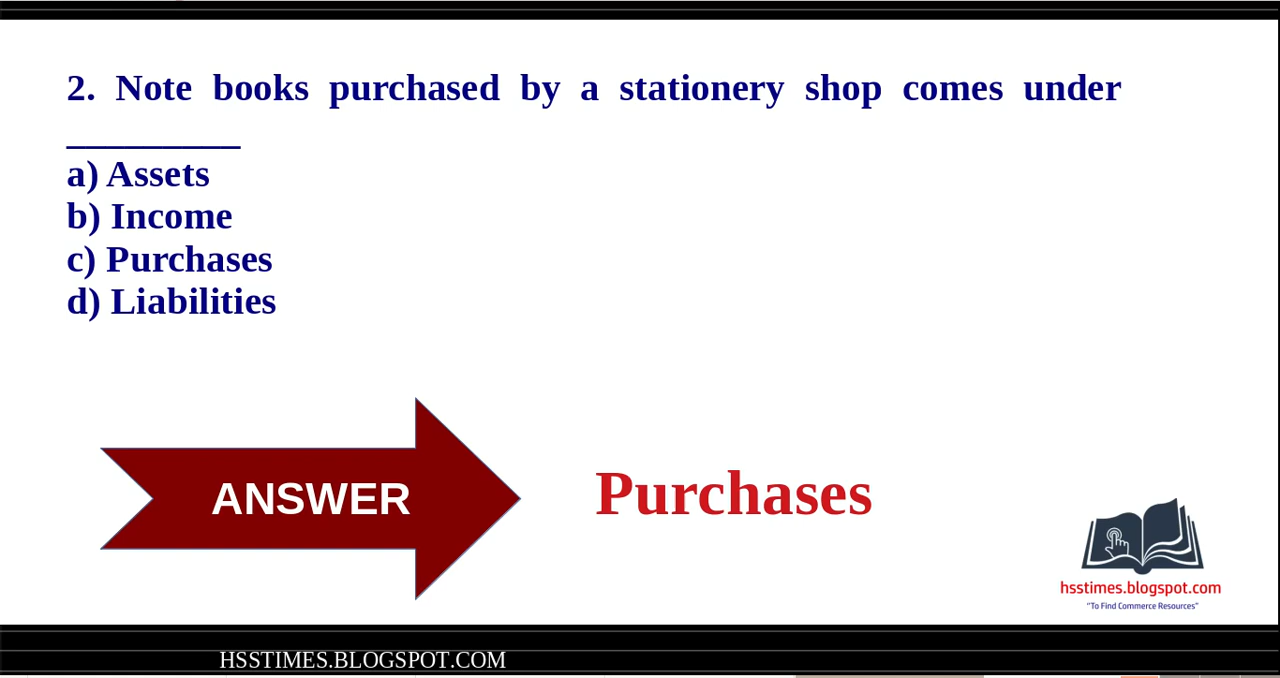 2. Note books purchased by a stationery shop comes under
_________
a) Assets
b) Income
c) Purchases
d) Liabilities
ANSWER
Purchases
hsstimes.blogspot.com
"To Find Commerce Resources"
HSSTIMES.BLOGSPOT.COM